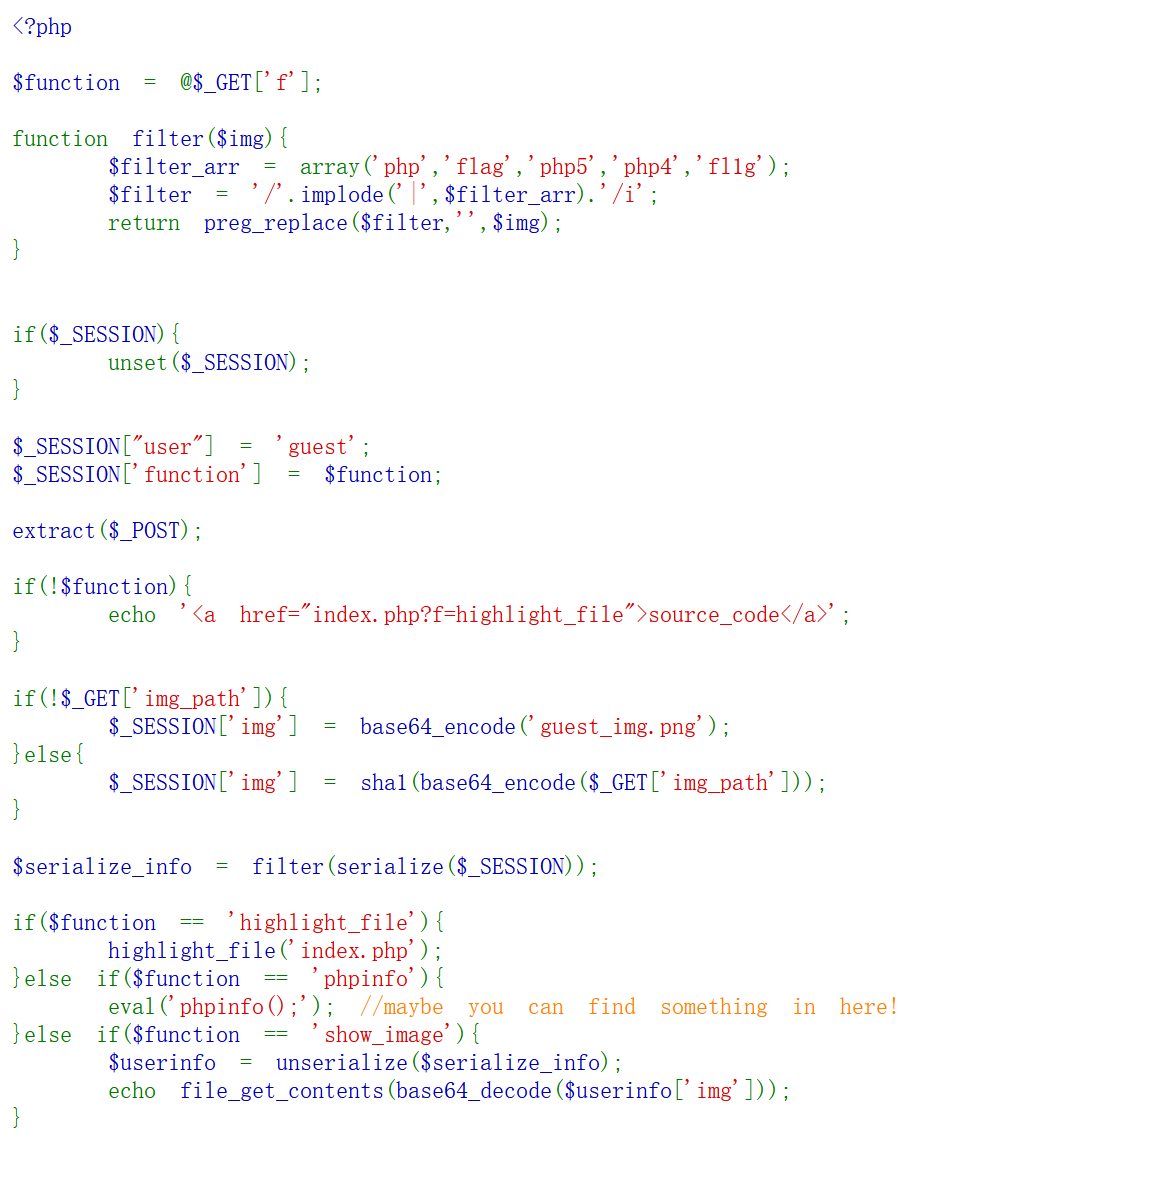 <?php
$function = @$_GET['f'];
function filter($img){
$filter_arr = array('php','flag','php5','php4','fl1g');
$filter = '/'.implode('|',$filter_arr).'/i';
return preg_replace($filter,'',$img);
}
if($_SESSION){
unset($_SESSION);
}
$_SESSION["user"] = 'guest';
$_SESSION['function'] = $function;
extract($_POST);
if(!$function){
echo '<a href="index.php?f=highlight_file">source_code</a>';
}
if(!$_GET['img_path']){
$_SESSION['img'] = base64_encode('guest_img.png');
}else{
$_SESSION['img'] = sha1(base64_encode($_GET['img_path']));
}
$serialize_info = filter(serialize($_SESSION));
if($function == 'highlight_file'){
highlight_file('index.php');
}else if($function == 'phpinfo'){
eval('phpinfo();'); //maybe you can find something in here!
}else if($function == 'show_image'){
$userinfo = unserialize($serialize_info);
echo file_get_contents(base64_decode($userinfo['img']));
}